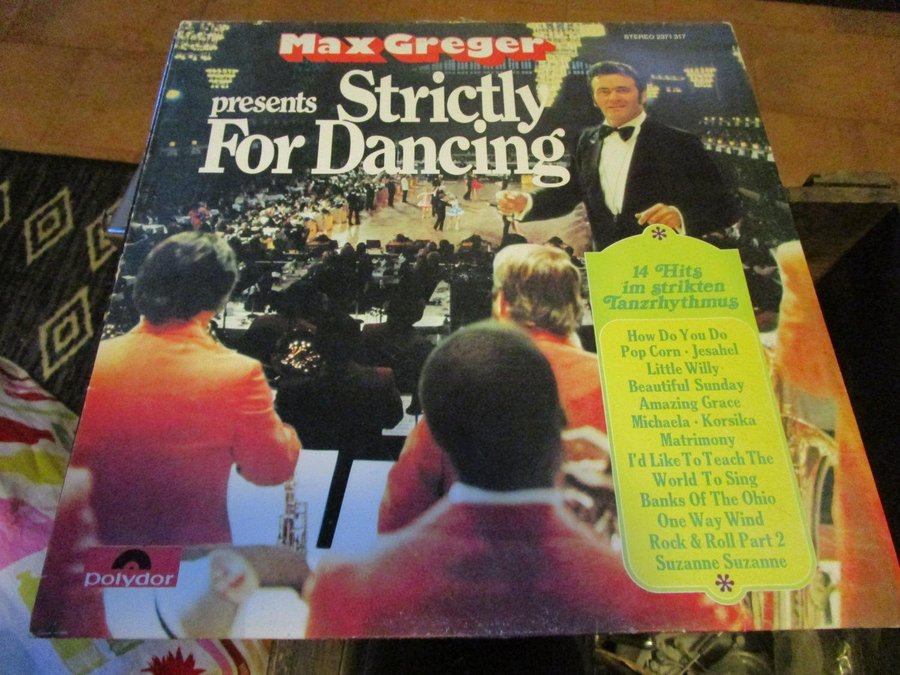 Max Greger
STEREO 2371 317
presents Strictly
For Dancing
14 Hits
im strikten
Tanzrhythmus
How Do You Do
Pop Corn · Jesahel
Little Willy
Beautiful Sunday
Amazing Grace
Michaela · Korsika
Matrimony
I'd Like To Teach The
World To Sing
Banks Of The Ohio
One Way Wind
Rock & Roll Part 2
Suzanne Suzanne
polydor